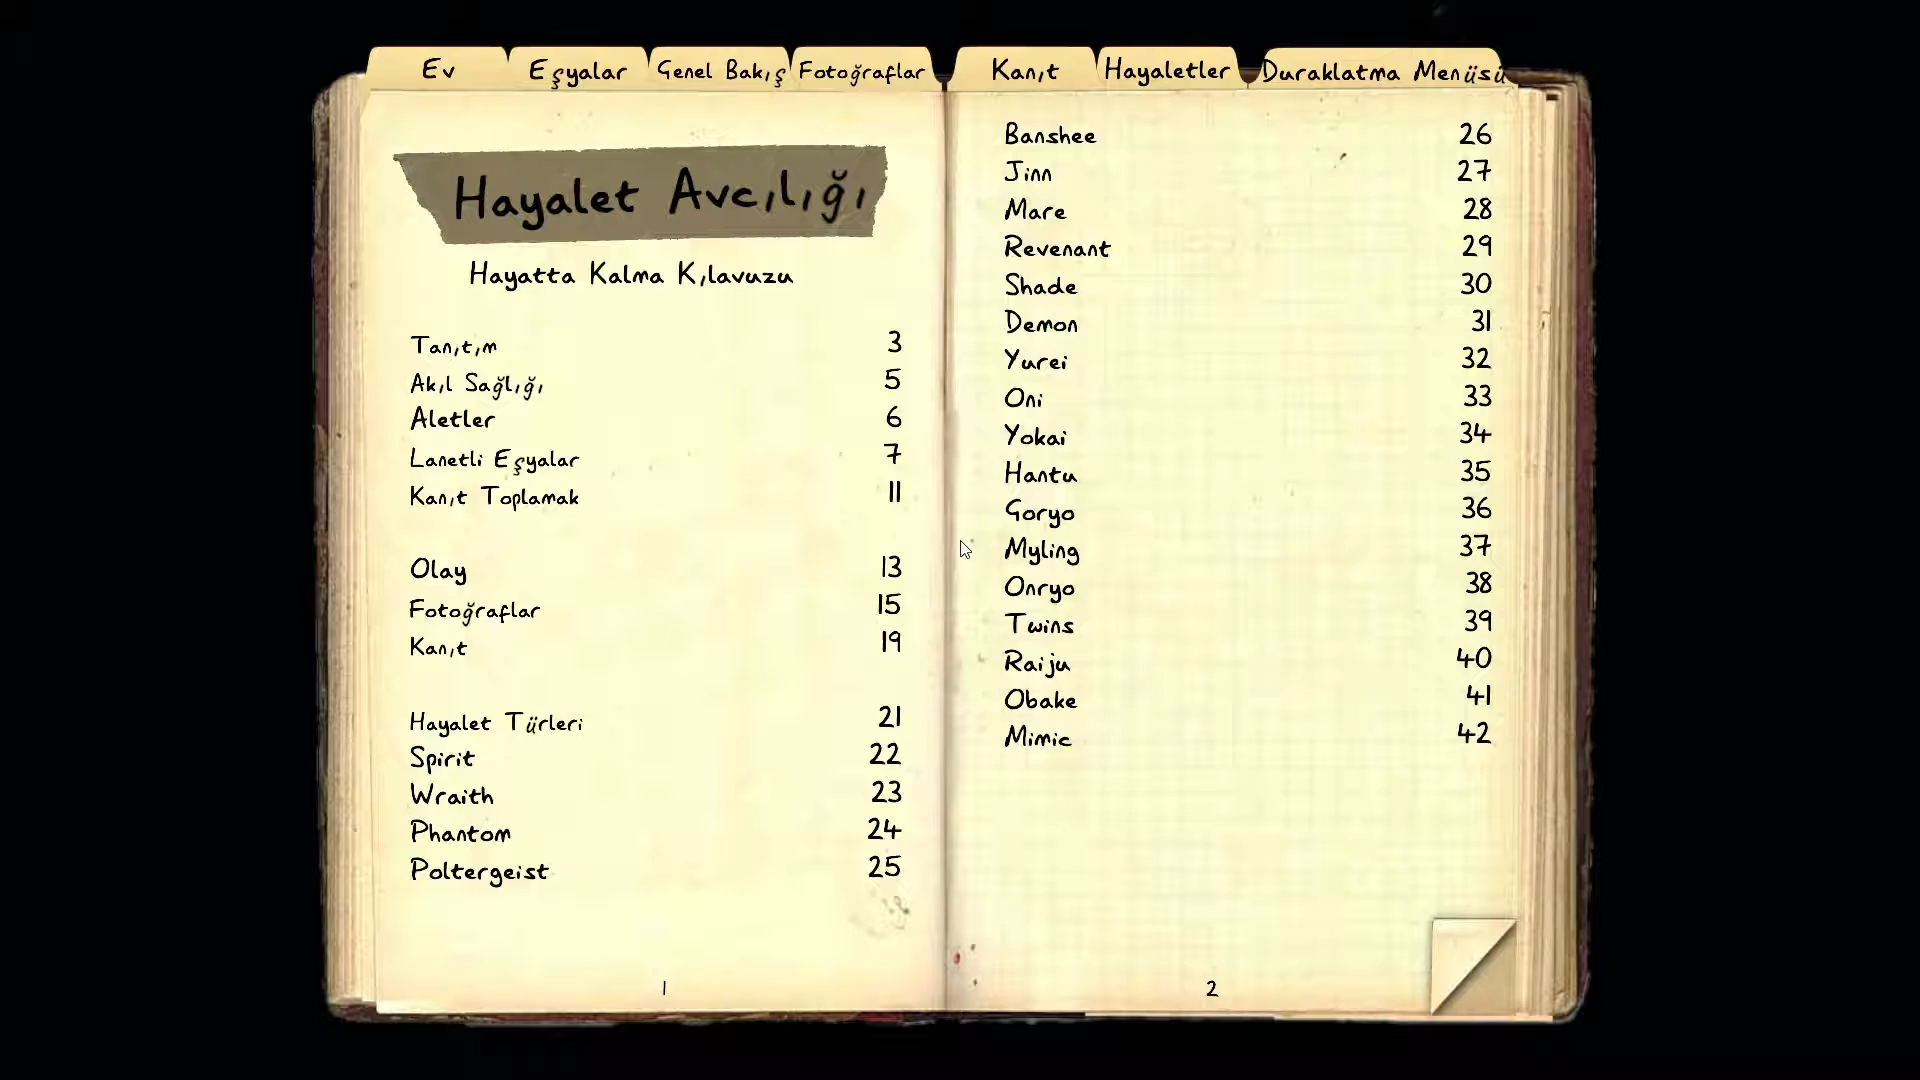 Ev Eşyalar Genel Bakış Fotoğraflar Kanıt Hayaletler Duraklatma Menüsü
Hayalet Avcılığı
Hayatta Kalma Kılavuzu
Tanıtım 3
Akıl Sağlığı 5
Aletler 6
Lanetli Eşyalar 7
Kanıt Toplamak 11
Olay 13
Fotoğraflar 15
Kanıt 19
Hayalet Türleri 21
Spirit 22
Wraith 23
Phantom 24
Poltergeist 25
1
Banshee 26
Jinn 27
Mare 28
Revenant 29
Shade 30
Demon 31
Yurei 32
Oni 33
Yokai 34
Hantu 35
Goryo 36
Myling 37
Onryo 38
Twins 39
Raiju 40
Obake 41
Mimic 42
2